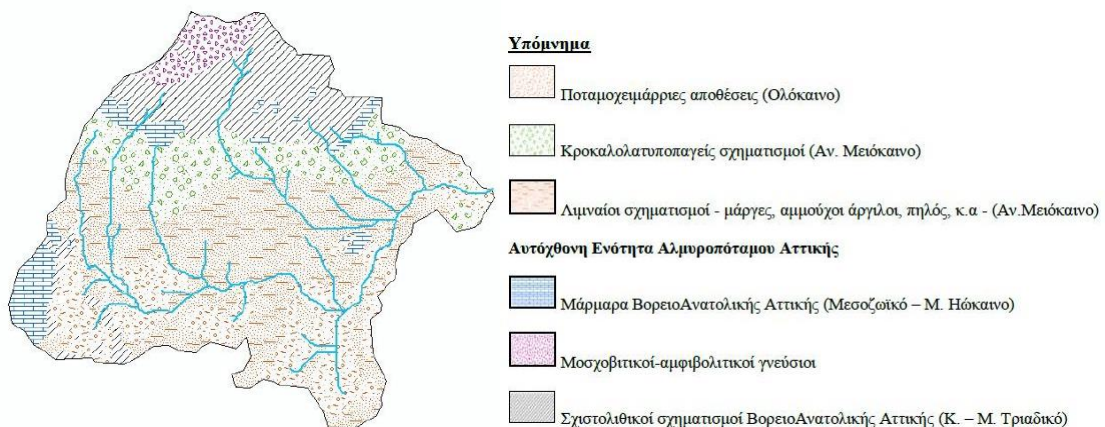 Υπόμνημα
Ποταμοχειμάρριες αποθέσεις (Ολόκαινο)
Κροκαλολατυποπαγείς σχηματισμοί (Αν. Μειόκαινο)
Λιμναίοι σχηματισμοί - μάργες, αμμούχοι άργιλοι, πηλός, κ.α - (Αν.Μειόκαινο)
Αυτόχθονη Ενότητα Αλμυροπόταμου Αττικής
Μάρμαρα ΒορειοΑνατολικής Αττικής (Μεσοζωϊκό – Μ. Ηώκαινο)
Μοσχοβιτικοί-αμφιβολιτικοί γνεύσιοι
Σχιστολιθικοί σχηματισμοί ΒορειοΑνατολικής Αττικής (Κ. – Μ. Τριαδικό)